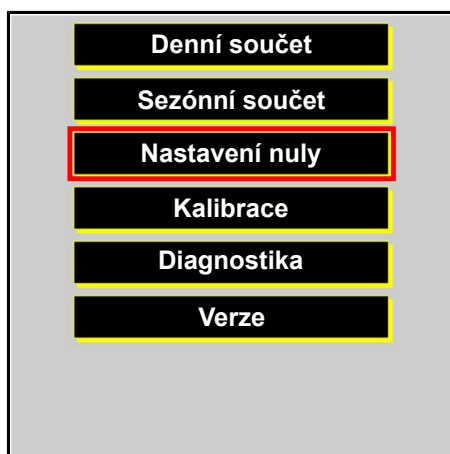 Denní součet
Sezónní součet
Nastavení nuly
Kalibrace
Diagnostika
Verze